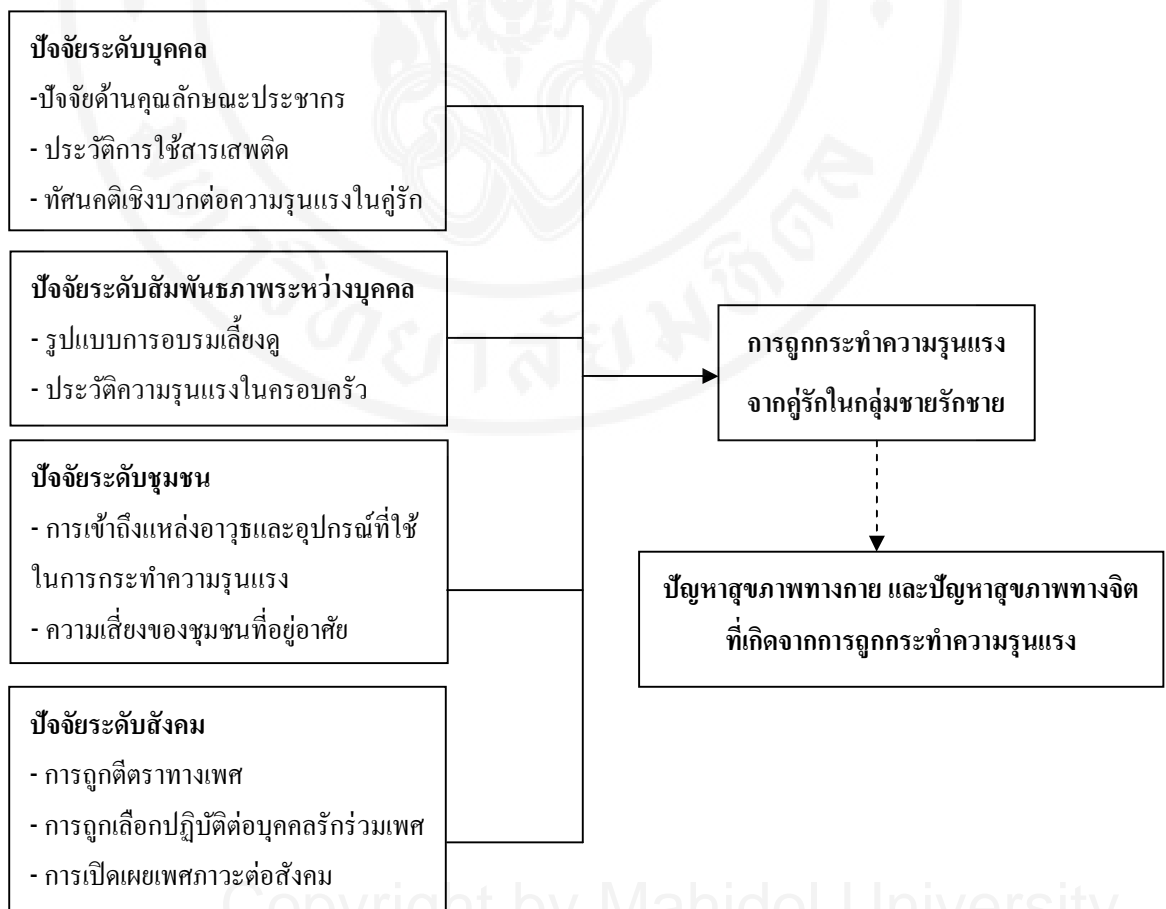 ปัจจัยระดับบุคคล
-ปัจจัยด้านคุณลักษณะประชากร
- ประวัติการใช้สารเสพติด
- ทัศนคติเชิงบวกต่อความรุนแรงในคู่รัก
ปัจจัยระดับสัมพันธภาพระหว่างบุคคล
- รูปแบบการอบรมเลี้ยงดู
- ประวัติความรุนแรงในครอบครัว
ปัจจัยระดับชุมชน
- การเข้าถึงแหล่งอาวุธและอุปกรณ์ที่ใช้
ในการกระทำความรุนแรง
- ความเสี่ยงของชุมชนที่อยู่อาศัย
ปัจจัยระดับสังคม
- การถูกตีตราทางเพศ
- การถูกเลือกปฏิบัติต่อบุคคลรักร่วมเพศ
- การเปิดเผยเพศภาวะต่อสังคม
การถูกกระทำความรุนแรง
จากคู่รักในกลุ่มชายรักชาย
ปัญหาสุขภาพทางกาย และปัญหาสุขภาพทางจิต
ที่เกิดจากการถูกกระทำความรุนแรง
Copyright by Mahidol University